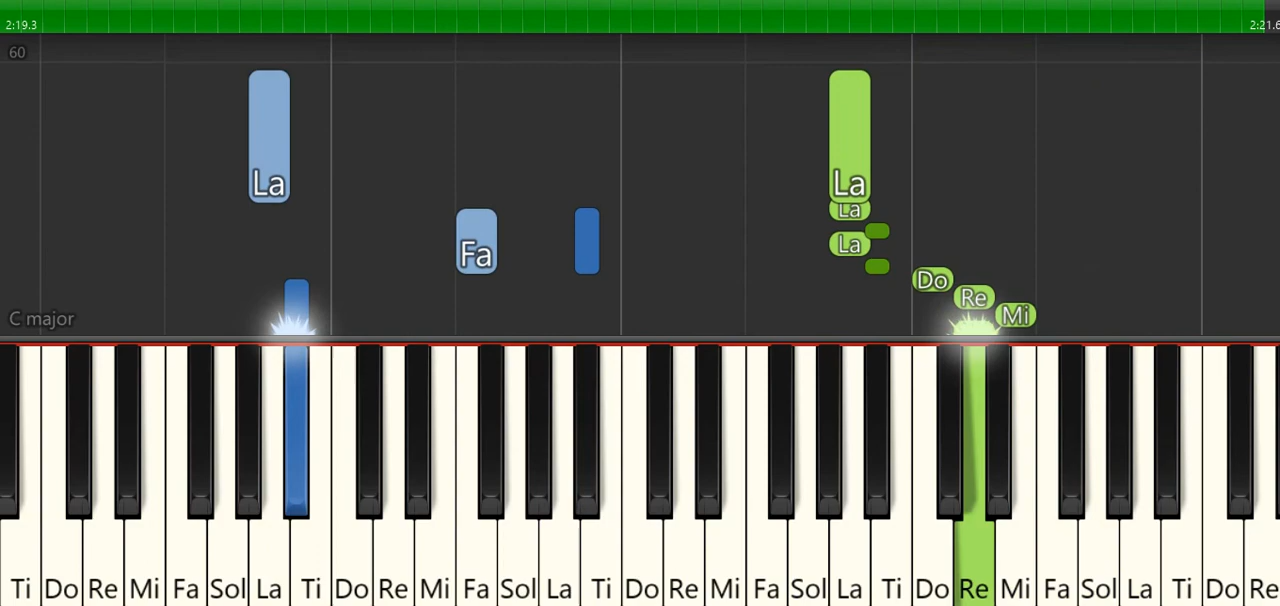 2:19.3 2:21.6
60
La La
La
La
Fa
Do
Re
C major Mi
Ti Do Re Mi Fa Sol La Ti Do Re Mi Fa Sol La Ti Do Re Mi Fa Sol La Ti Do Re Mi Fa Sol La Ti Do Re